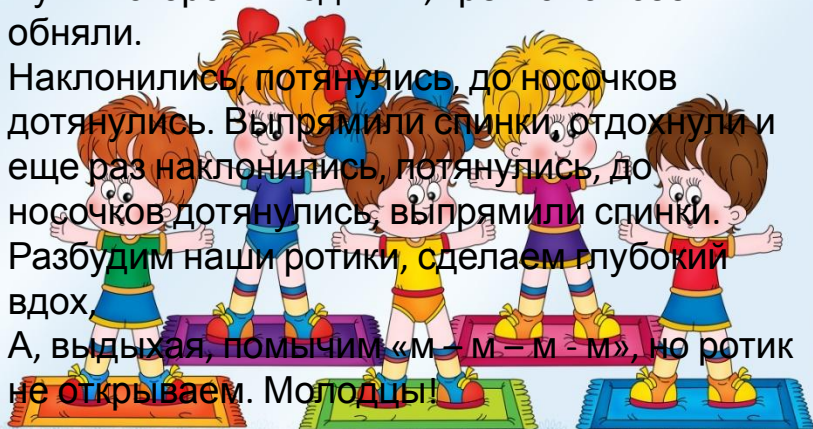 обняли.
Наклонились, потянулись, до носочков
дотянулись. Выпрямили спинки, отдохнули и
еще раз наклонились, потянулись, до
носочков дотянулись, выпрямили спинки.
Разбудим наши ротики, сделаем глубокий
вдох,
А, выдыхая, помычим «м – м – м - м», но ротик
не открываем. Молодцы!